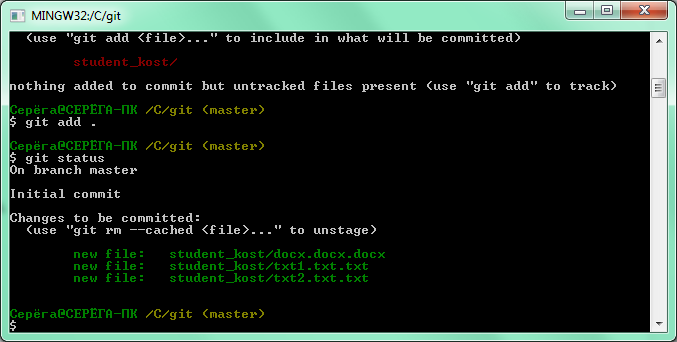 MINGW32:/C/git
(use "git add <file>..." to include in what will be committed)
student_kost/
nothing added to commit but untracked files present (use "git add" to track)
Серёга@СЕРЁГА-ПК /C/git (master)
$ git add .
Серёга@СЕРЁГА-ПК /C/git (master)
$ git status
On branch master
Initial commit
Changes to be committed:
(use "git rm --cached <file>..." to unstage)
new file:   student_kost/docx.docx.docx
new file:   student_kost/txt1.txt.txt
new file:   student_kost/txt2.txt.txt
Серёга@СЕРЁГА-ПК /C/git (master)
$